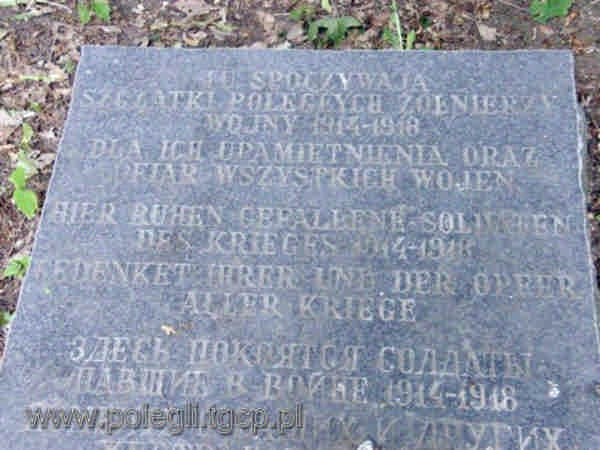 TU SPOCZYWAJĄ
SZCZĄTKI POLEGŁYCH ŻOŁNIERZY
WOJNY 1914-1918
DLA ICH UPAMIĘTNIENIA ORAZ
OFIAR WSZYSTKICH WOJEN
HIER RUHEN GEFALLENE SOLDATEN
DES KRIEGES 1914-1918
GEDENKET IHRER UND DER OPFER
ALLER KRIEGE
ЗДЕСЬ ПОКОЯТСЯ СОЛДАТЫ
ПАВШИЕ В ВОЙНЕ 1914-1918
И ДРУГИХ
www.polegli.tgcp.pl